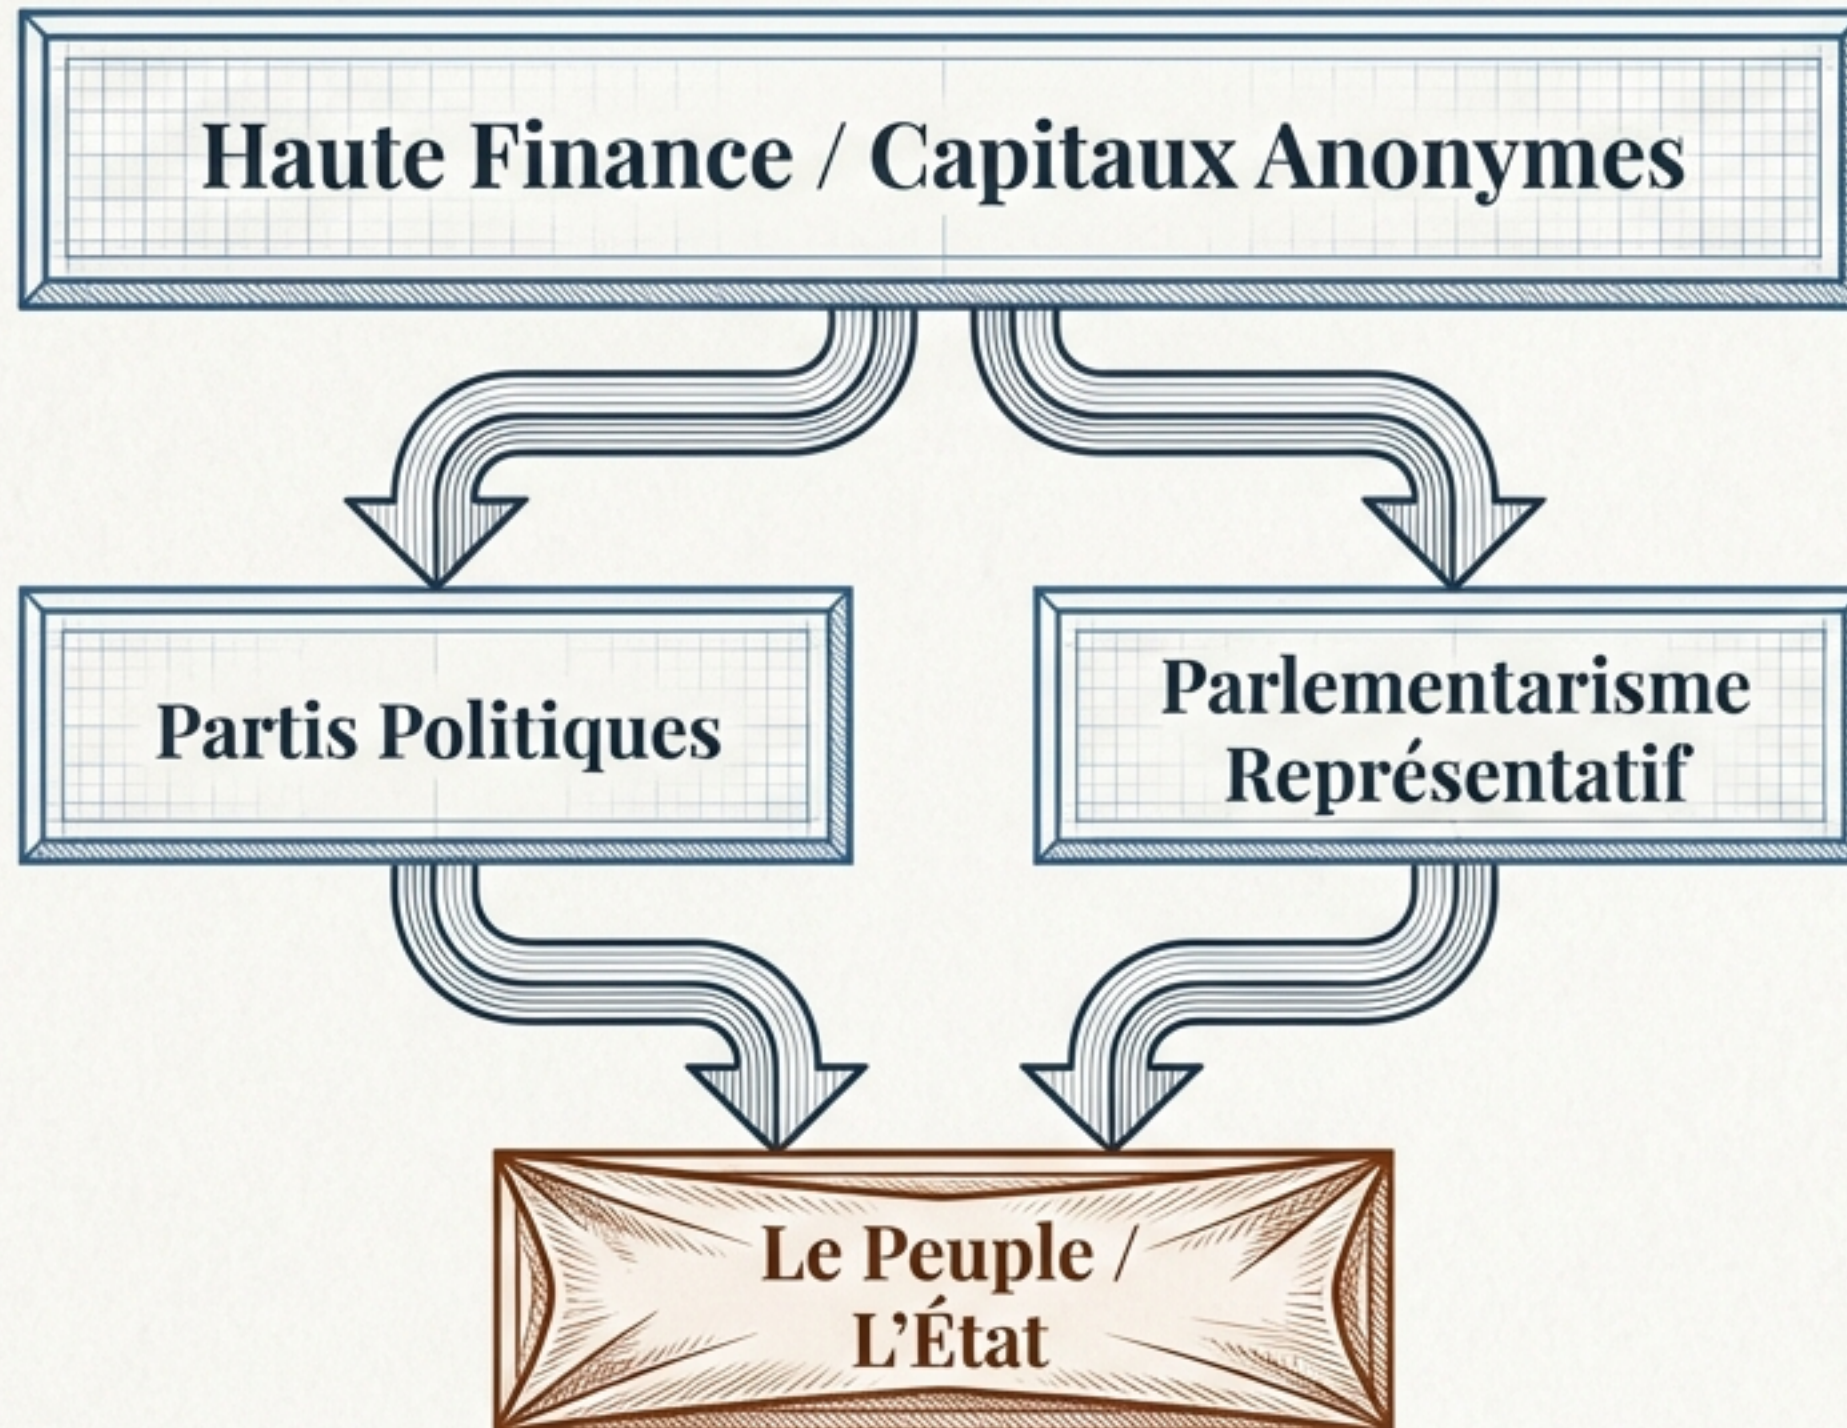 Haute Finance / Capitaux Anonymes
Partis Politiques
Parlementarisme
Représentatif
Le Peuple /
L’État